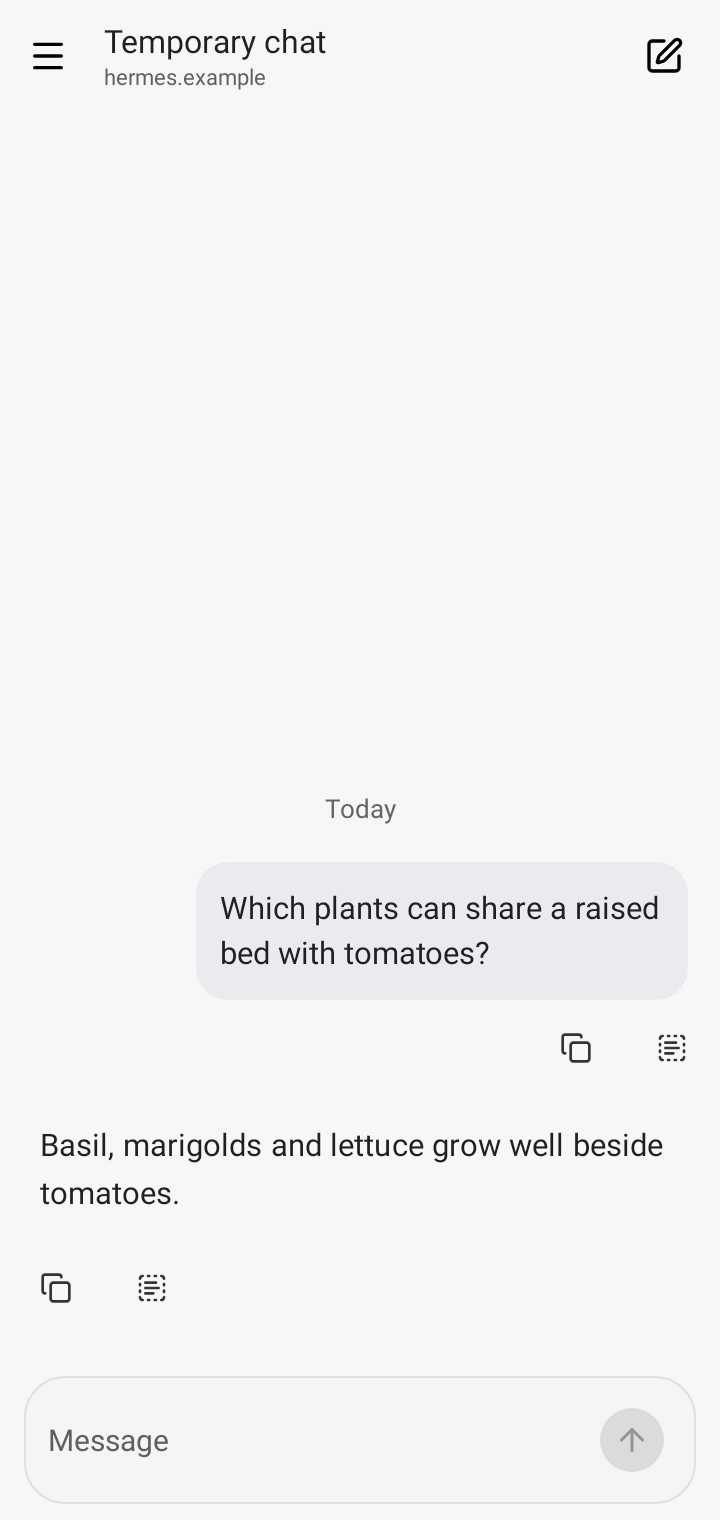 Temporary chat
hermes.example
Today
Which plants can share a raised
bed with tomatoes?
Basil, marigolds and lettuce grow well beside
tomatoes.
Message